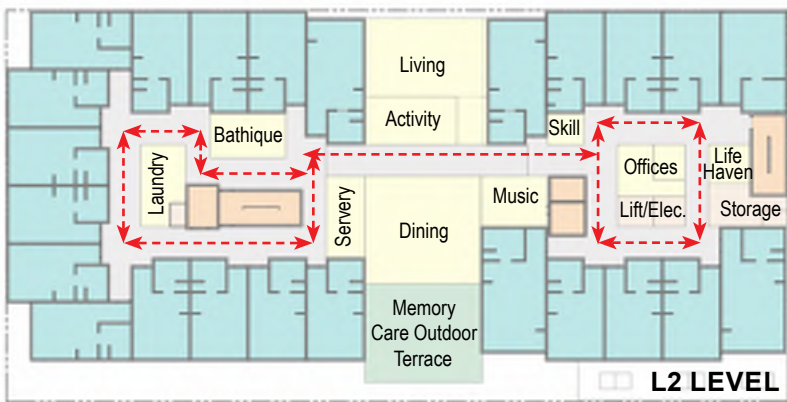 Living
Activity
Bathique
Skill
Offices
Life
Haven
Laundry
Servery
Dining
Music
Lift/Elec.
Storage
Memory
Care Outdoor
Terrace
L2 LEVEL